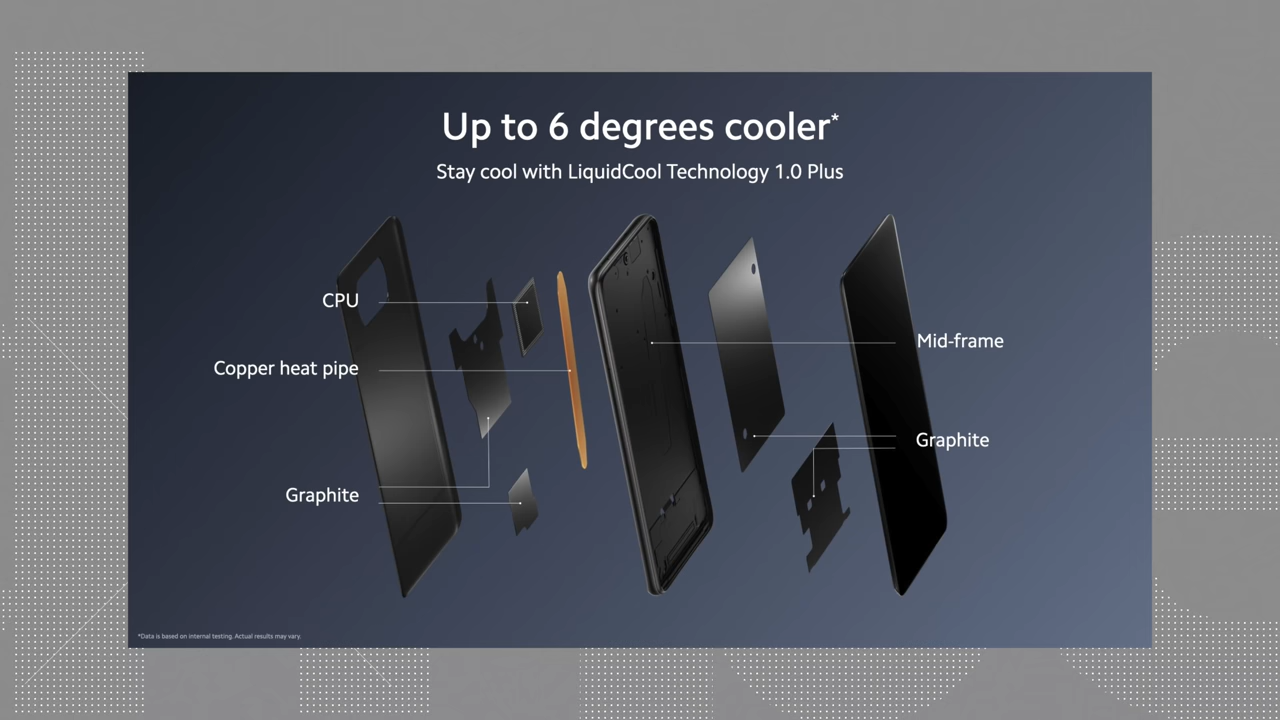 Up to 6 degrees cooler*
Stay cool with LiquidCool Technology 1.0 Plus
CPU
Mid-frame
Copper heat pipe
Graphite
Graphite
*Data is based on internal testing. Actual results may vary.